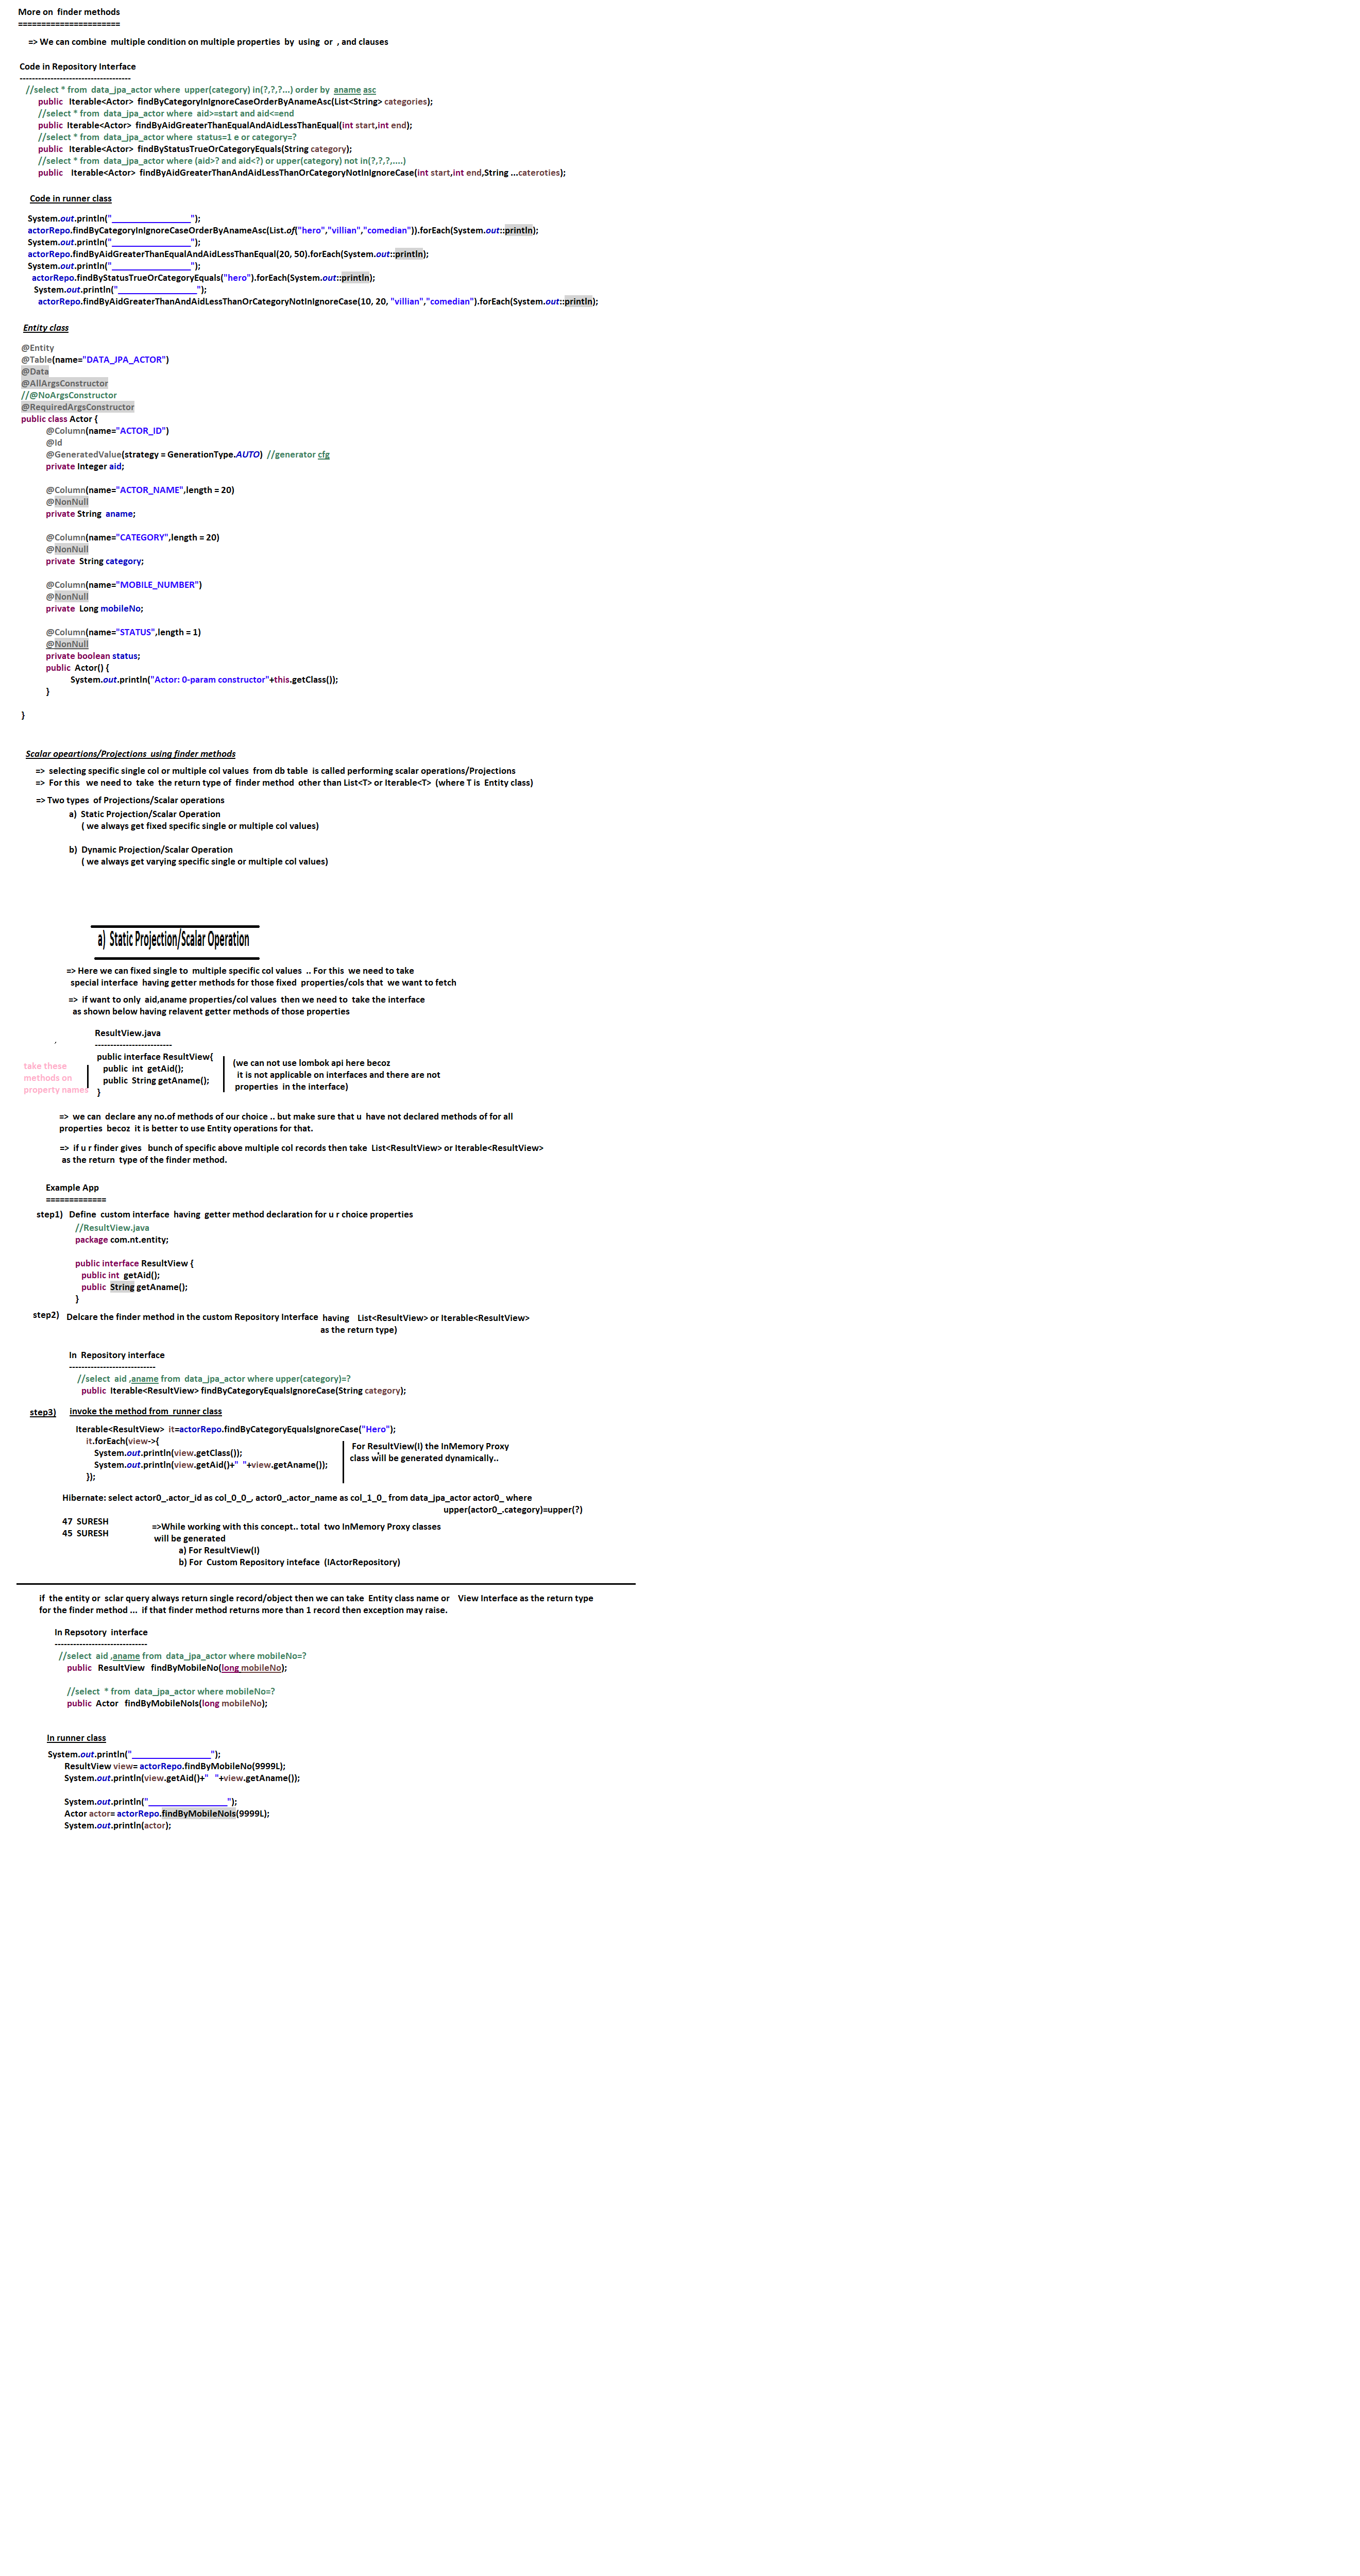 More on  finder methods
======================
=> We can combine  multiple condition on multiple properties  by  using  or  , and clauses
Code in Repository Interface
------------------------------------
//select * from  data_jpa_actor where  upper(category) in(?,?,?...) order by  aname asc
public   Iterable<Actor>  findByCategoryInIgnoreCaseOrderByAnameAsc(List<String> categories);
//select * from  data_jpa_actor where  aid>=start and aid<=end
public  Iterable<Actor>  findByAidGreaterThanEqualAndAidLessThanEqual(int start,int end);
//select * from  data_jpa_actor where  status=1 e or category=?
public   Iterable<Actor>  findByStatusTrueOrCategoryEquals(String category);
//select * from  data_jpa_actor where (aid>? and aid<?) or upper(category) not in(?,?,?,....)
public    Iterable<Actor>  findByAidGreaterThanAndAidLessThanOrCategoryNotInIgnoreCase(int start,int end,String ...cateroties);
Code in runner class
System.out.println("___________________");
actorRepo.findByCategoryInIgnoreCaseOrderByAnameAsc(List.of("hero","villian","comedian")).forEach(System.out::println);
System.out.println("___________________");
actorRepo.findByAidGreaterThanEqualAndAidLessThanEqual(20, 50).forEach(System.out::println);
System.out.println("___________________");
actorRepo.findByStatusTrueOrCategoryEquals("hero").forEach(System.out::println);
System.out.println("___________________");
actorRepo.findByAidGreaterThanAndAidLessThanOrCategoryNotInIgnoreCase(10, 20, "villian","comedian").forEach(System.out::println);
Entity class
@Entity
@Table(name="DATA_JPA_ACTOR")
@Data
@AllArgsConstructor
//@NoArgsConstructor
@RequiredArgsConstructor
public class Actor {
@Column(name="ACTOR_ID")
@Id
@GeneratedValue(strategy = GenerationType.AUTO)  //generator cfg
private Integer aid;
@Column(name="ACTOR_NAME",length = 20)
@NonNull
private String  aname;
@Column(name="CATEGORY",length = 20)
@NonNull
private  String category;
@Column(name="MOBILE_NUMBER")
@NonNull
private  Long mobileNo;
@Column(name="STATUS",length = 1)
@NonNull
private boolean status;
public  Actor() {
System.out.println("Actor: 0-param constructor"+this.getClass());
}
}
Scalar opeartions/Projections  using finder methods
=>  selecting specific single col or multiple col values  from db table  is called performing scalar operations/Projections
=>  For this   we need to  take  the return type of  finder method  other than List<T> or Iterable<T>  (where T is  Entity class)
=> Two types  of Projections/Scalar operations
a)  Static Projection/Scalar Operation
( we always get fixed specific single or multiple col values)
b)  Dynamic Projection/Scalar Operation
( we always get varying specific single or multiple col values)
a)  Static Projection/Scalar Operation
=> Here we can fixed single to  multiple specific col values  .. For this  we need to take
special interface  having getter methods for those fixed  properties/cols that  we want to fetch
=>  if want to only  aid,aname properties/col values  then we need to  take the interface
as shown below having relavent getter methods of those properties
ResultView.java
-------------------------
public interface ResultView{
public  int  getAid();
public  String getAname();
}
take these
methods on
property names
(we can not use lombok api here becoz
it is not applicable on interfaces and there are not
properties  in the interface)
=>  we can  declare any no.of methods of our choice .. but make sure that u  have not declared methods of for all
properties  becoz  it is better to use Entity operations for that.
=>  if u r finder gives   bunch of specific above multiple col records then take  List<ResultView> or Iterable<ResultView>
as the return  type of the finder method.
Example App
=============
step1)   Define  custom interface  having  getter method declaration for u r choice properties
//ResultView.java
package com.nt.entity;
public interface ResultView {
public int  getAid();
public  String getAname();
}
step2)   Delcare the finder method in the custom Repository Interface  having    List<ResultView> or Iterable<ResultView>
as the return type)
In  Repository interface
----------------------------
//select  aid ,aname from  data_jpa_actor where upper(category)=?
public  Iterable<ResultView> findByCategoryEqualsIgnoreCase(String category);
step3)     invoke the method from  runner class
Iterable<ResultView>  it=actorRepo.findByCategoryEqualsIgnoreCase("Hero");
it.forEach(view->{
System.out.println(view.getClass());
System.out.println(view.getAid()+"  "+view.getAname());
});
For ResultView(I) the InMemory Proxy
class will be generated dynamically..
Hibernate: select actor0_.actor_id as col_0_0_, actor0_.actor_name as col_1_0_ from data_jpa_actor actor0_ where
upper(actor0_.category)=upper(?)
47  SURESH
45  SURESH
=>While working with this concept.. total  two InMemory Proxy classes
will be generated
a) For ResultView(I)
b) For  Custom Repository inteface  (IActorRepository)
if  the entity or  sclar query always return single record/object then we can take  Entity class name or    View Interface as the return type
for the finder method ...  if that finder method returns more than 1 record then exception may raise.
In Repsotory  interface
------------------------------
//select  aid ,aname from  data_jpa_actor where mobileNo=?
public   ResultView   findByMobileNo(long mobileNo);
//select  * from  data_jpa_actor where mobileNo=?
public  Actor   findByMobileNoIs(long mobileNo);
In runner class
System.out.println("___________________");
ResultView view= actorRepo.findByMobileNo(9999L);
System.out.println(view.getAid()+"   "+view.getAname());
System.out.println("___________________");
Actor actor= actorRepo.findByMobileNoIs(9999L);
System.out.println(actor);